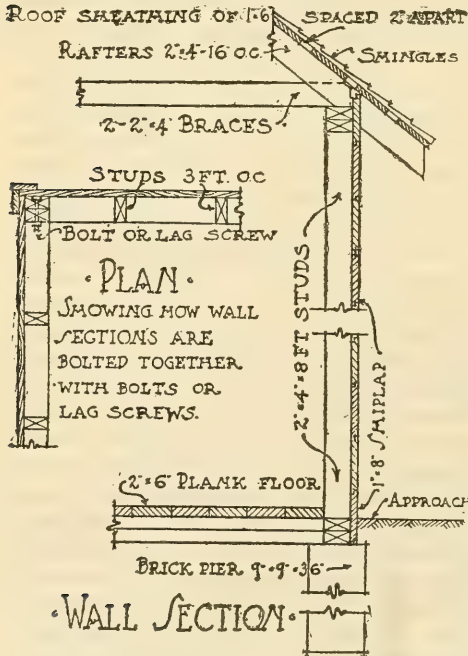 ROOF SHEATHING OF 1"×6" SPACED 2" APART
RAFTERS 2"×4"-16" O.C.
SHINGLES
2-2"×4" BRACES
STUDS 3 FT. O.C.
BOLT OR LAG SCREW
·PLAN·
SHOWING HOW WALL
SECTIONS ARE
BOLTED TOGETHER
WITH BOLTS OR
LAG SCREWS.
2"×4"×8 FT STUDS
1"×8" SHIPLAP
2"×6" PLANK FLOOR
APPROACH
BRICK PIER 9"×9"×36"
·WALL SECTION·